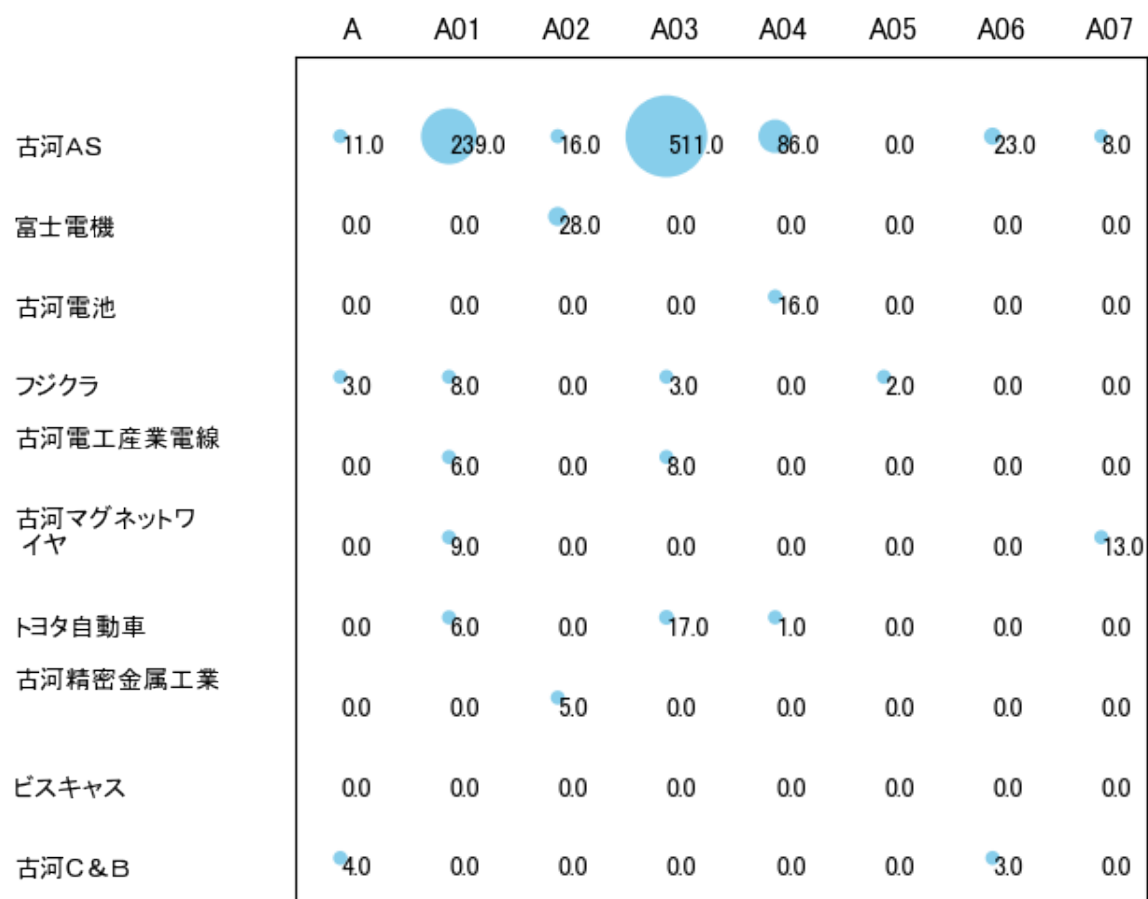 A A01 A02 A03 A04 A05 A06 A07
古河AS 11.0 239.0 16.0 511.0 86.0 0.0 23.0 8.0
富士電機 0.0 0.0 28.0 0.0 0.0 0.0 0.0 0.0
古河電池 0.0 0.0 0.0 0.0 16.0 0.0 0.0 0.0
フジクラ 3.0 8.0 0.0 3.0 0.0 2.0 0.0 0.0
古河電工産業電線
0.0 6.0 0.0 8.0 0.0 0.0 0.0 0.0
古河マグネットワ
イヤ 0.0 9.0 0.0 0.0 0.0 0.0 0.0 13.0
トヨタ自動車 0.0 6.0 0.0 17.0 1.0 0.0 0.0 0.0
古河精密金属工業
0.0 0.0 5.0 0.0 0.0 0.0 0.0 0.0
ビスキャス 0.0 0.0 0.0 0.0 0.0 0.0 0.0 0.0
古河C&B 4.0 0.0 0.0 0.0 0.0 0.0 3.0 0.0